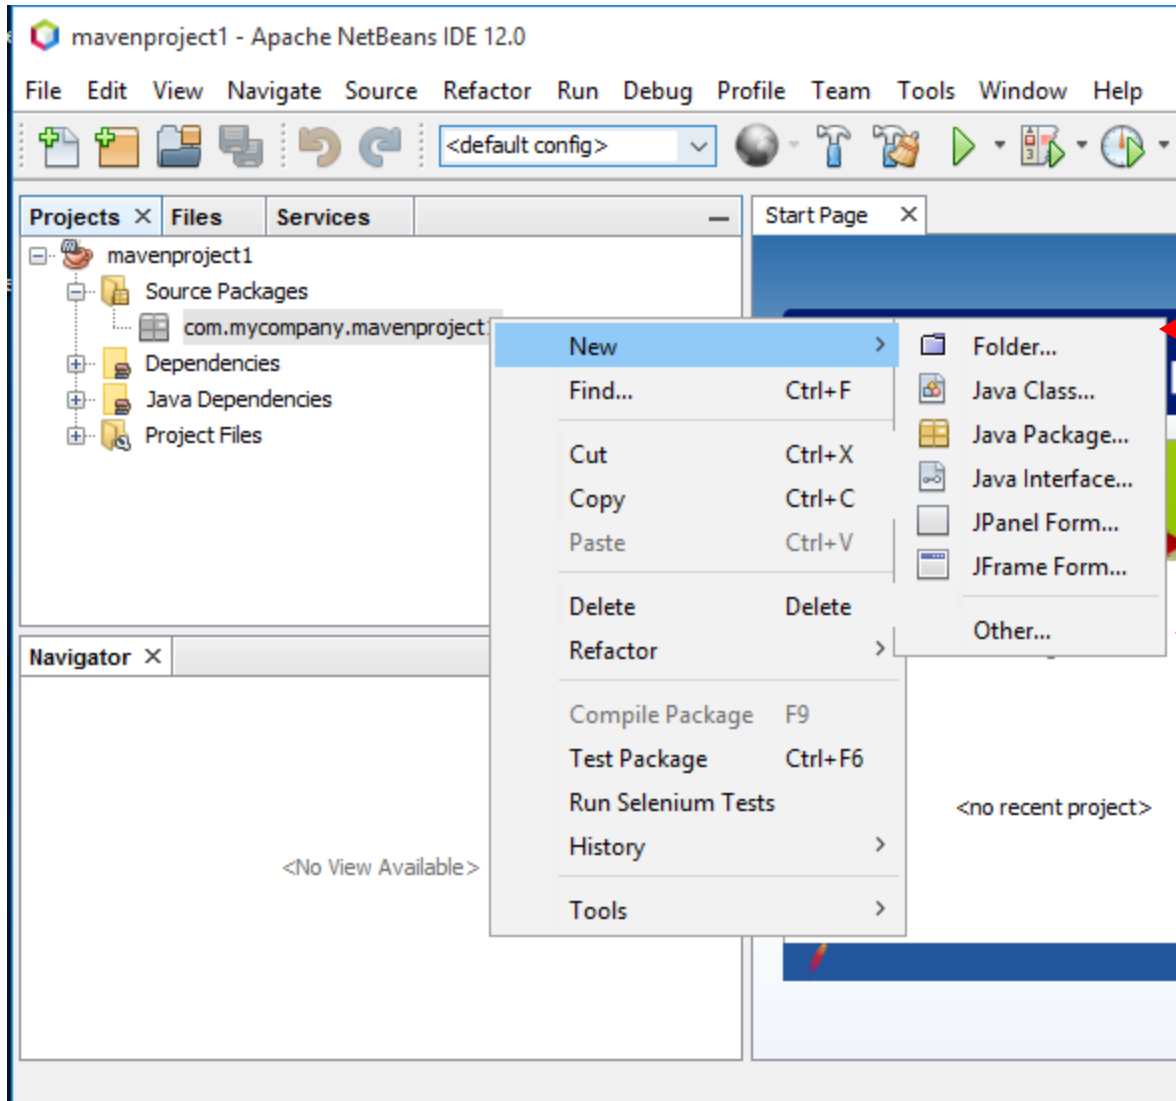 mavenproject1 - Apache NetBeans IDE 12.0
File Edit View Navigate Source Refactor Run Debug Profile Team Tools Window Help
<default config>
Projects Files Services
Start Page
mavenproject1
Source Packages
com.mycompany.mavenproject
Dependencies
Java Dependencies
Project Files
New
Find... Ctrl+F
Cut Ctrl+X
Copy Ctrl+C
Paste Ctrl+V
Delete Delete
Refactor
Compile Package F9
Test Package Ctrl+F6
Run Selenium Tests
History
Tools
Folder...
Java Class...
Java Package...
Java Interface...
JPanel Form...
JFrame Form...
Other...
Navigator
<No View Available>
<no recent project>